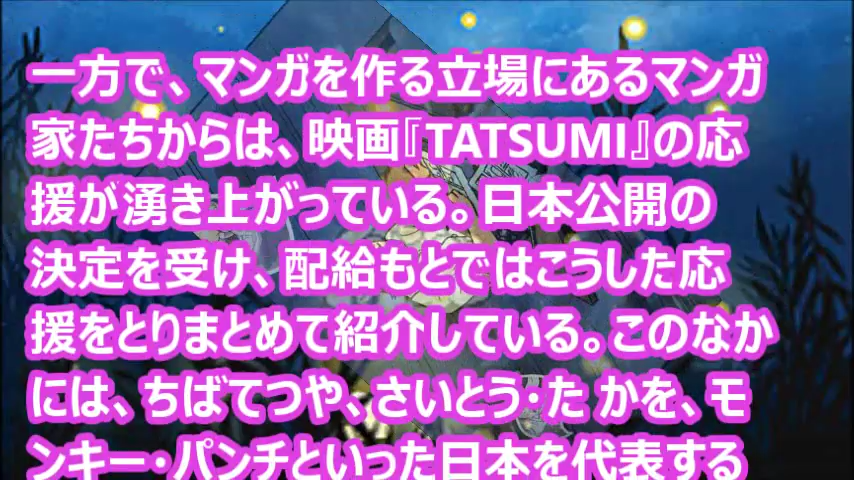 一方で、マンガを作る立場にあるマンガ
家たちからは、映画『TATSUMI』の応
援が湧き上がっている。日本公開の
決定を受け、配給もとではこうした応
援をとりまとめて紹介している。このなか
には、ちばてつや、さいとう・た かを、モ
ンキー・パンチといった日本を代表する